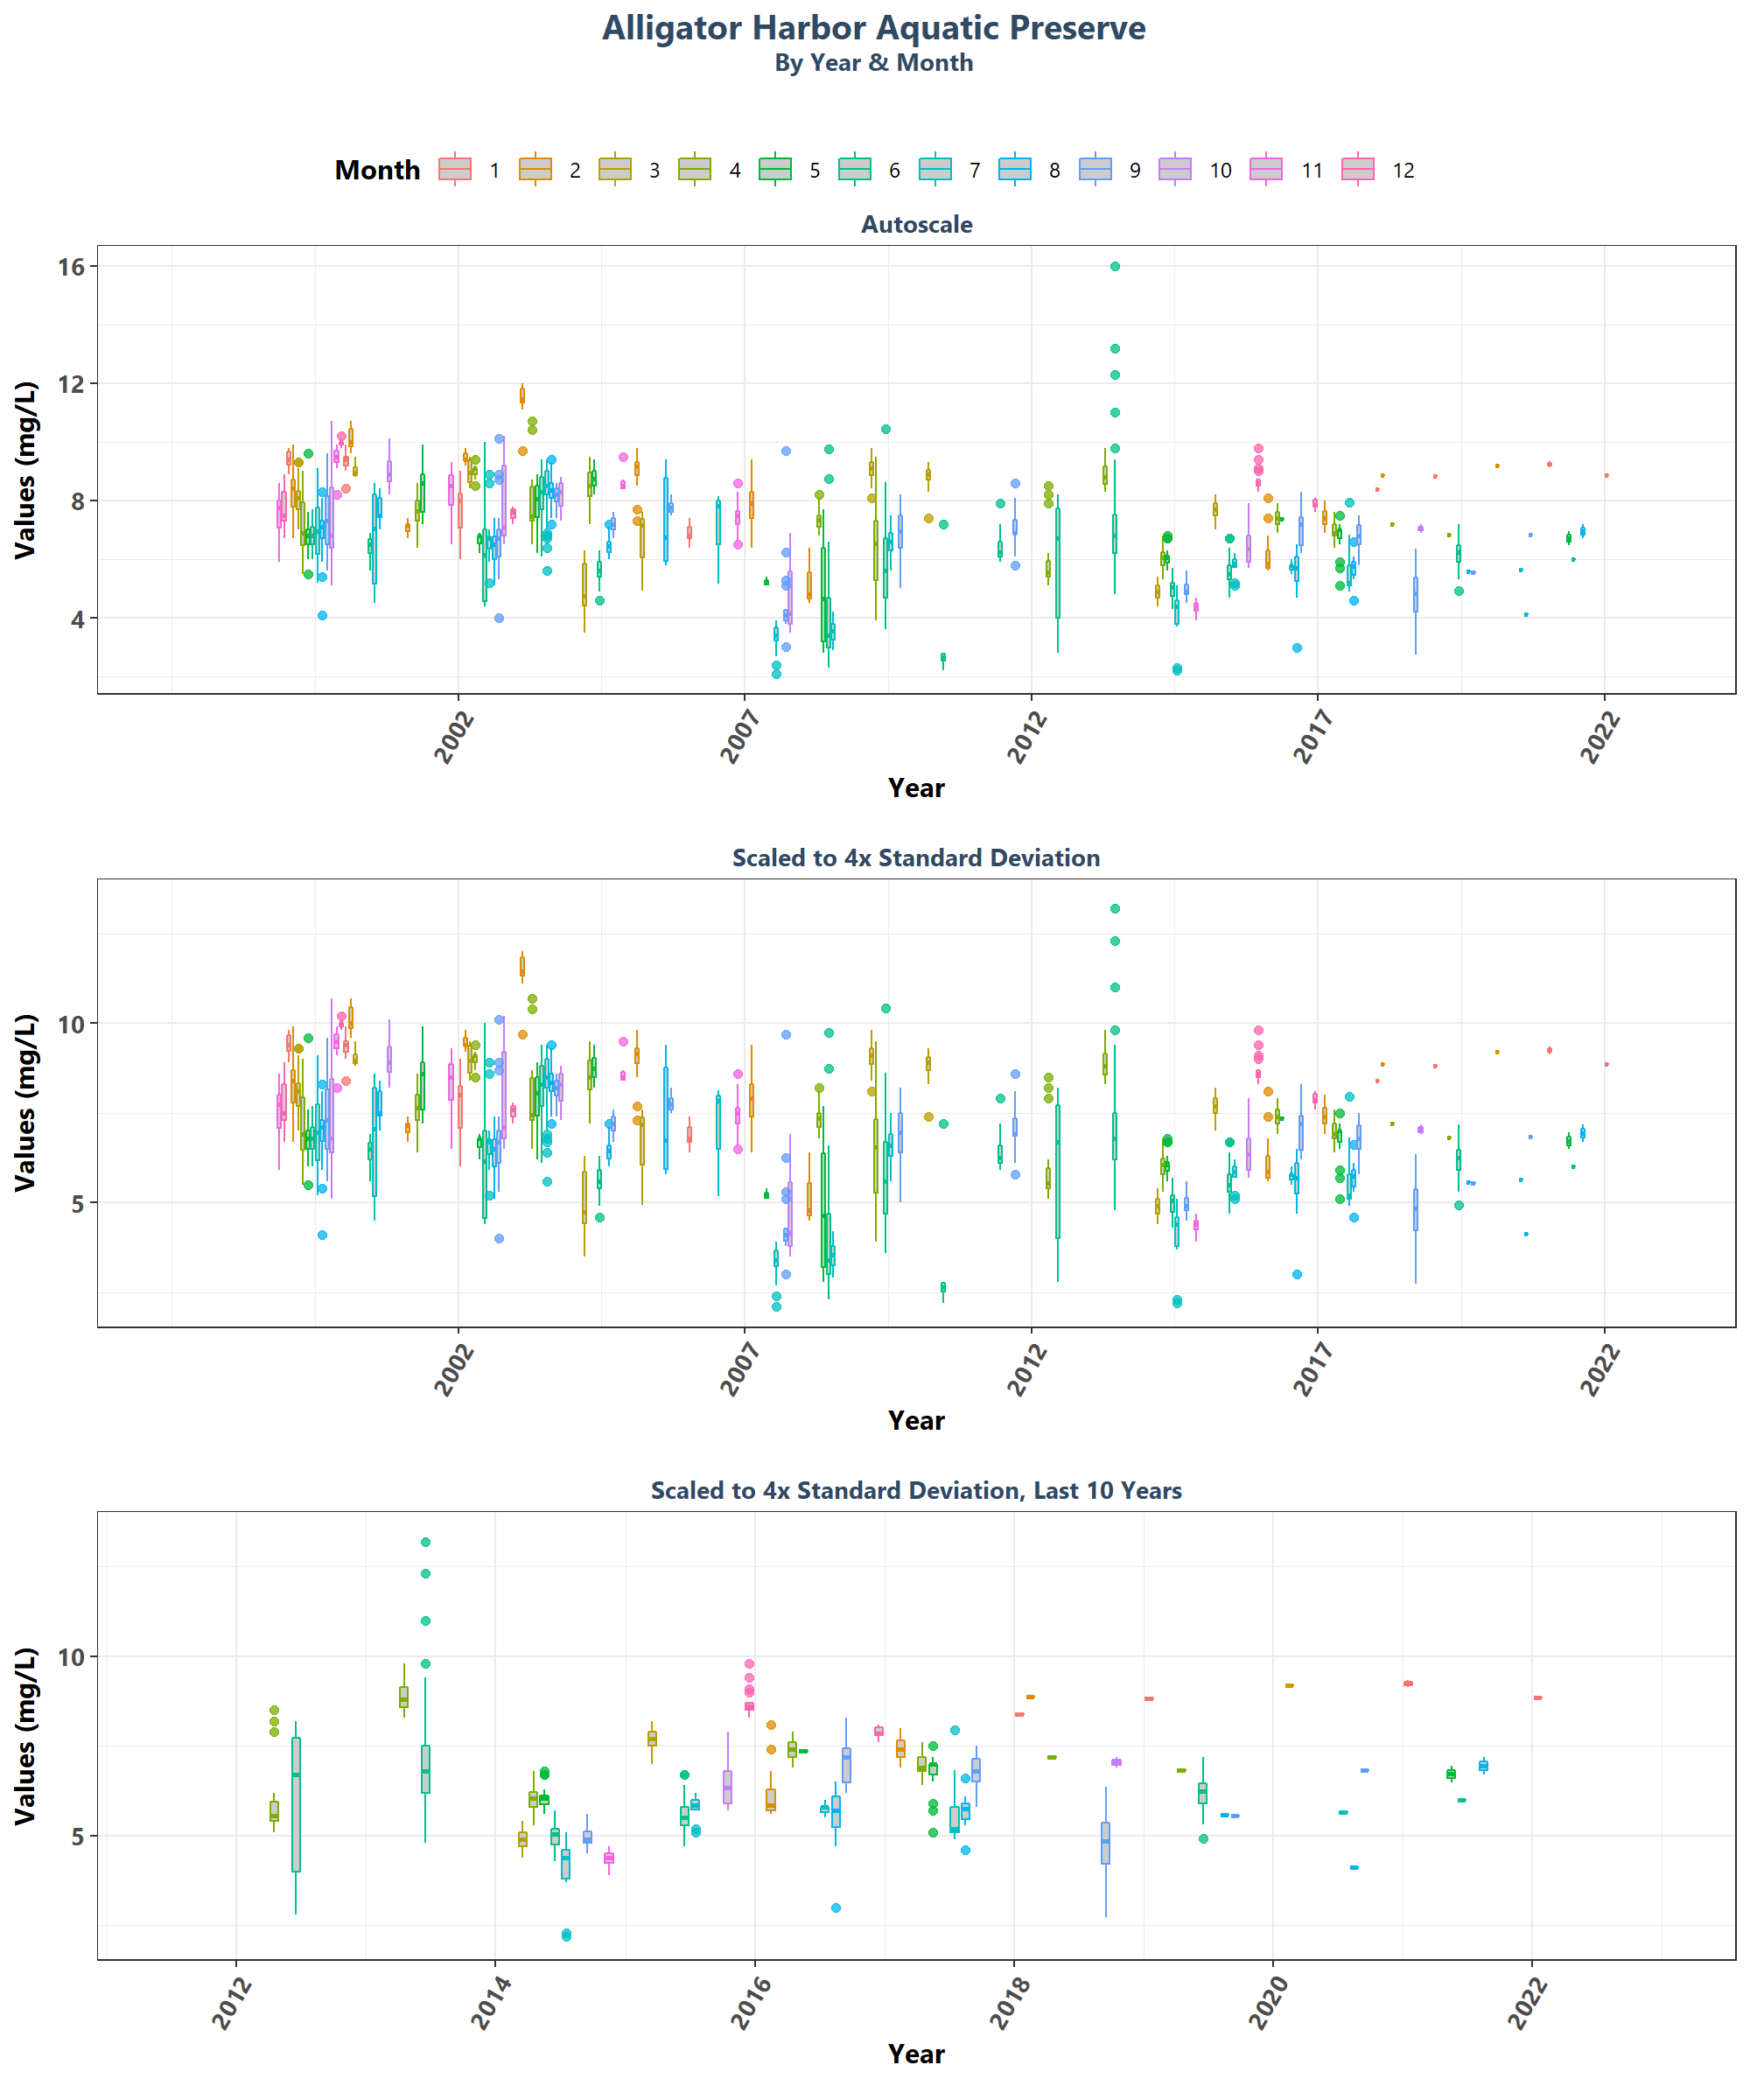 Alligator Harbor Aquatic Preserve
By Year & Month
Month 1 2 3 4 5 6 7 8 9 10 11 12
Autoscale
16
12
8
4
Values (mg/L)
2002 2007 2012 2017 2022
Year
Scaled to 4x Standard Deviation
10
5
Values (mg/L)
2002 2007 2012 2017 2022
Year
Scaled to 4x Standard Deviation, Last 10 Years
10
5
Values (mg/L)
2012 2014 2016 2018 2020 2022
Year